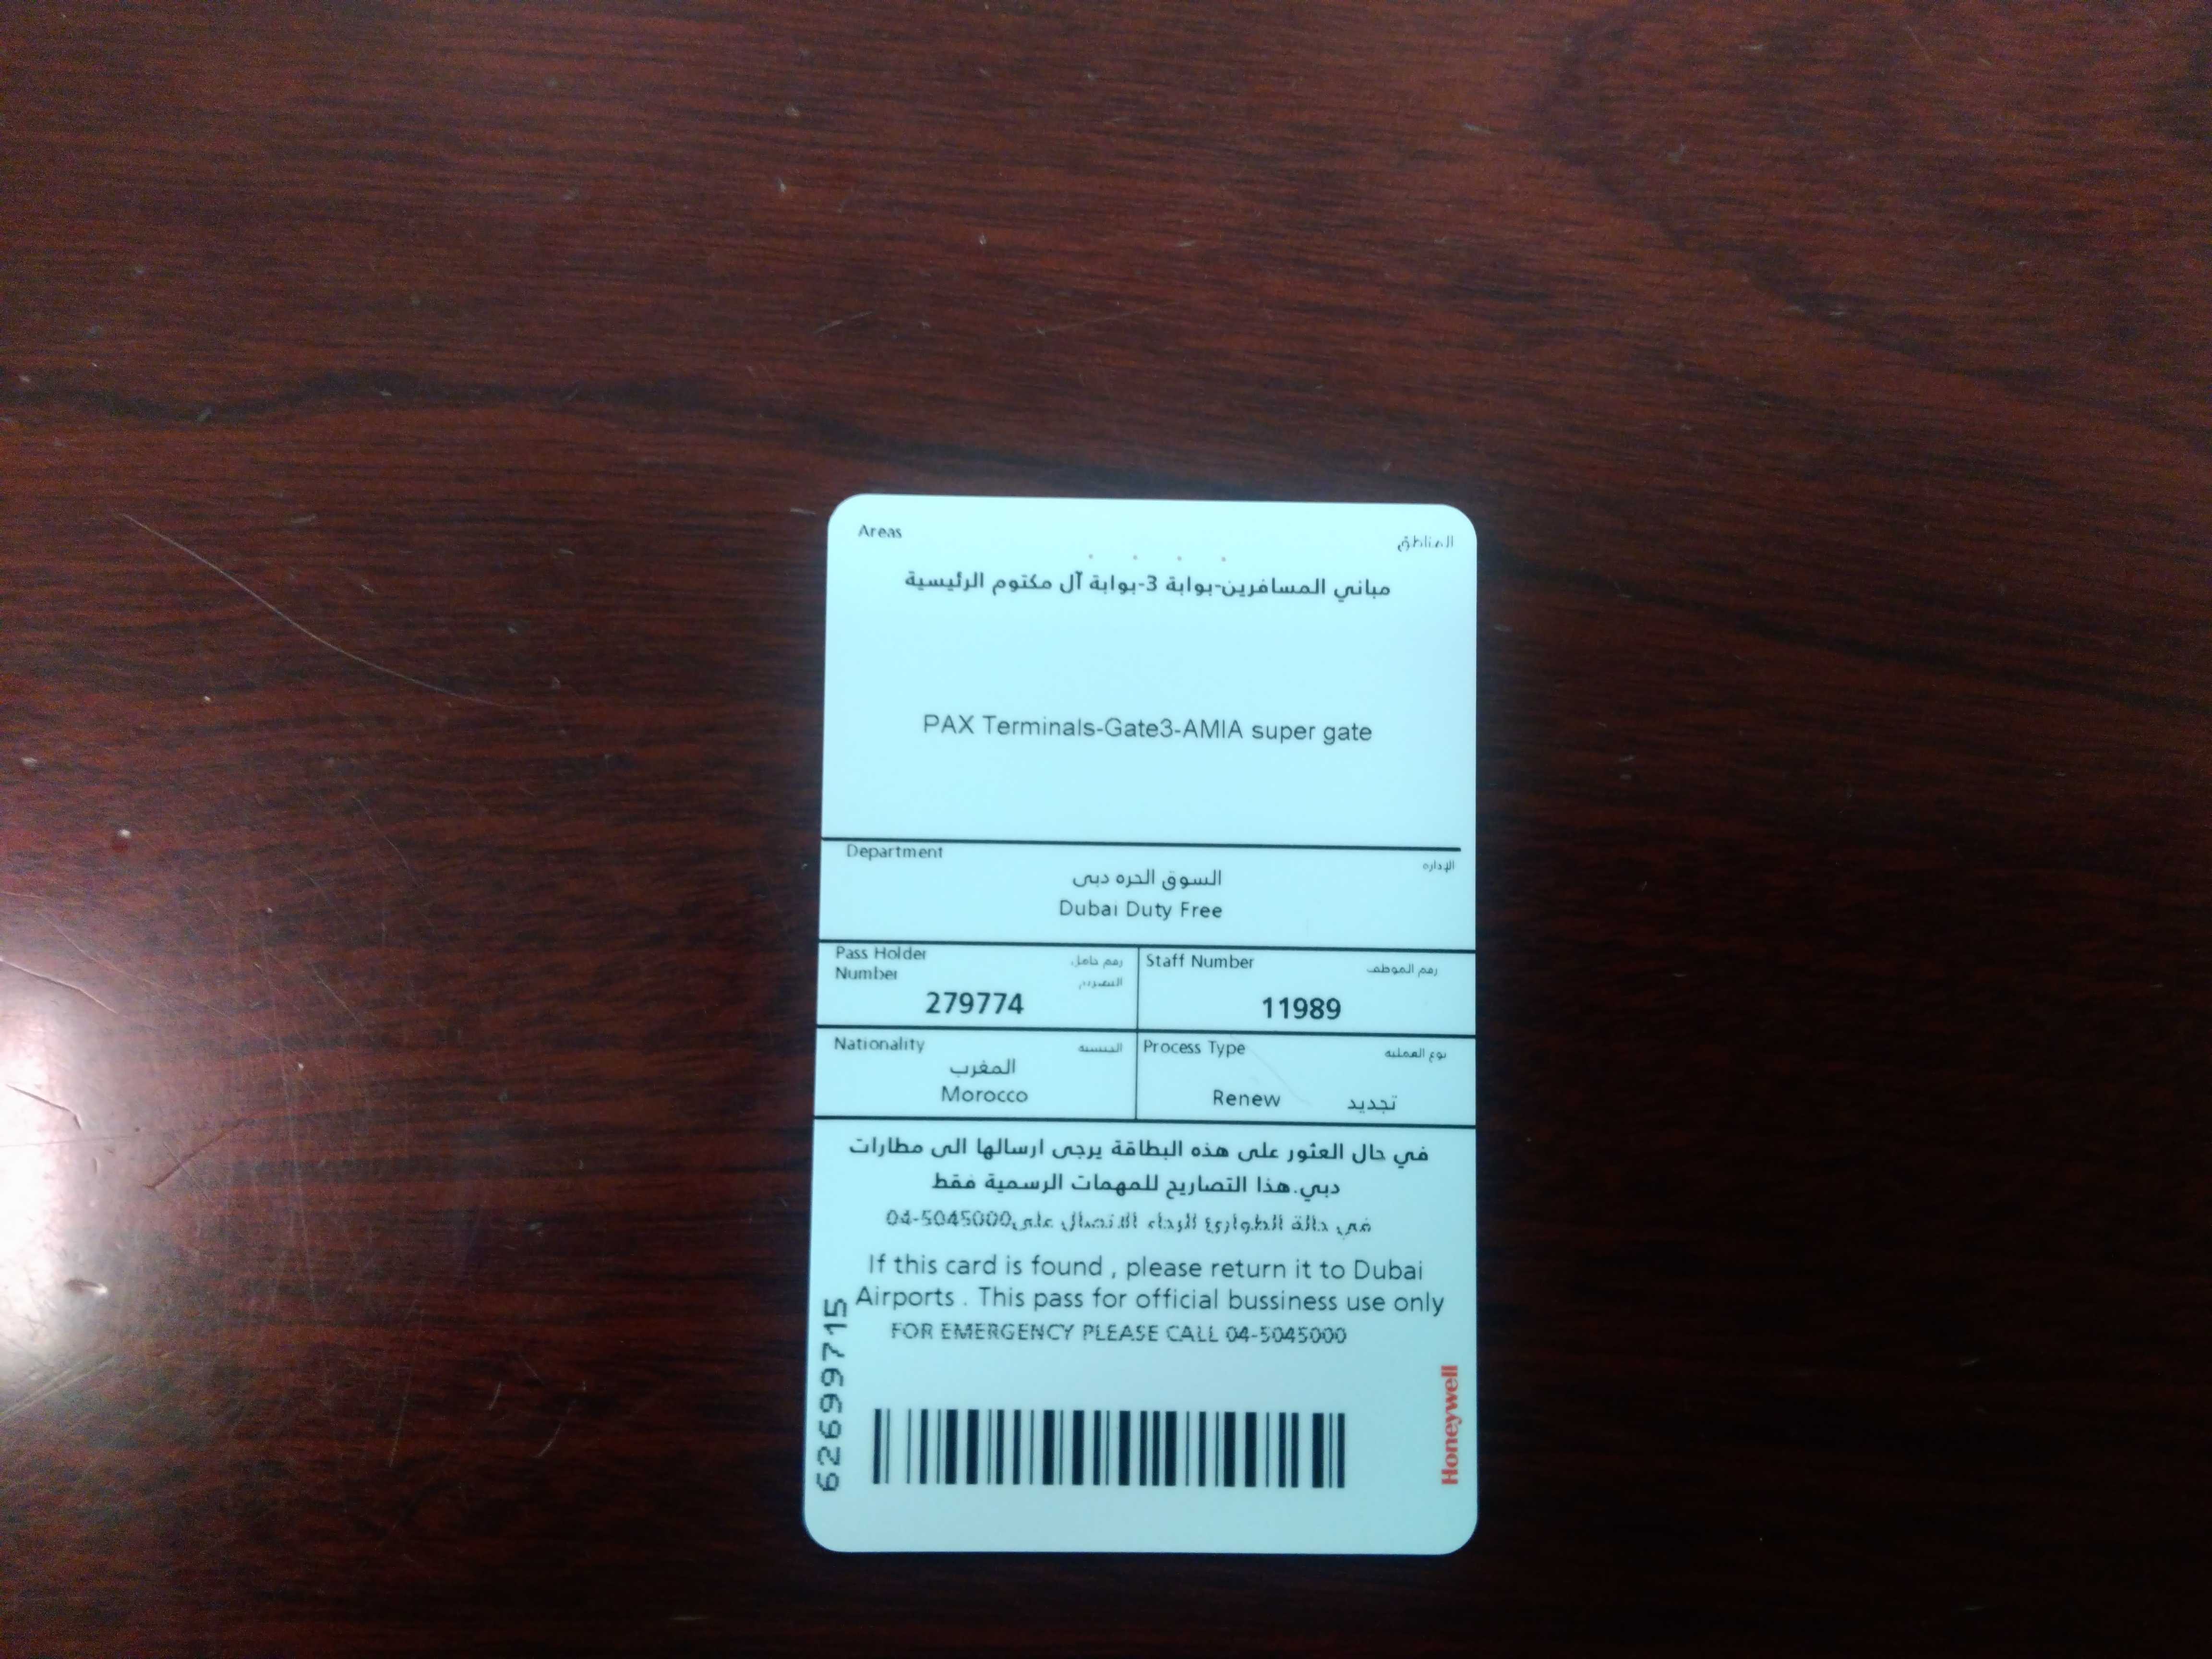 Areas المناطق
مباني المسافرين-بوابة 3-بوابة آل مكتوم الرئيسية
PAX Terminals-Gate3-AMIA super gate
Department الإدارة
السوق الحره دبى
Dubai Duty Free
Pass Holder رقم حامل
Number التصريح
279774
Staff Number رقم الموظف
11989
Nationality الجنسية
المغرب
Morocco
Process Type نوع العملية
Renew تجديد
في حال العثور على هذه البطاقة يرجى ارسالها الى مطارات
دبي.هذا التصاريح للمهمات الرسمية فقط
في حالة الطوارئ الرجاء الاتصال على04-5045000
If this card is found , please return it to Dubai
Airports . This pass for official bussiness use only
FOR EMERGENCY PLEASE CALL 04-5045000
62699715
Honeywell